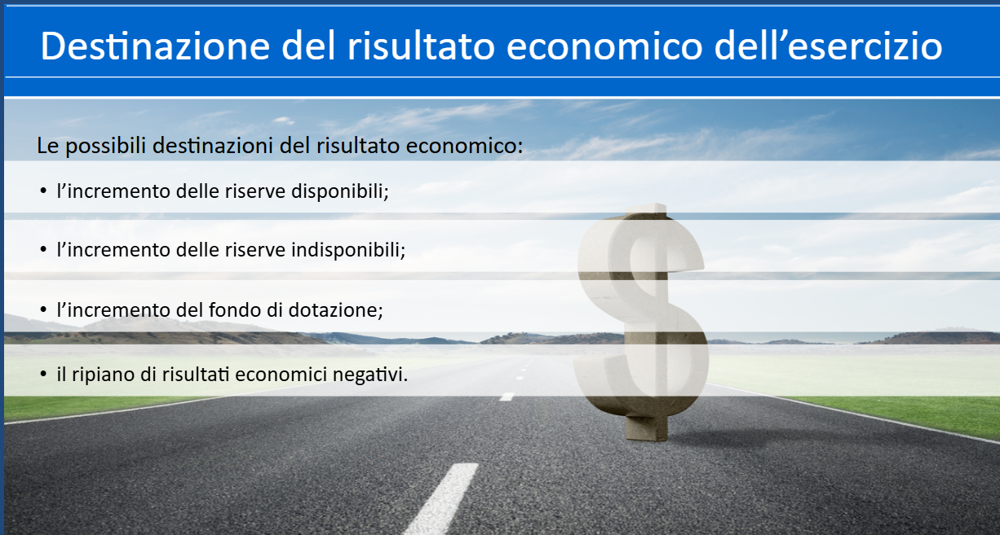 Destinazione del risultato economico dell’esercizio
Le possibili destinazioni del risultato economico:
• l’incremento delle riserve disponibili;
• l’incremento delle riserve indisponibili;
• l’incremento del fondo di dotazione;
• il ripiano di risultati economici negativi.